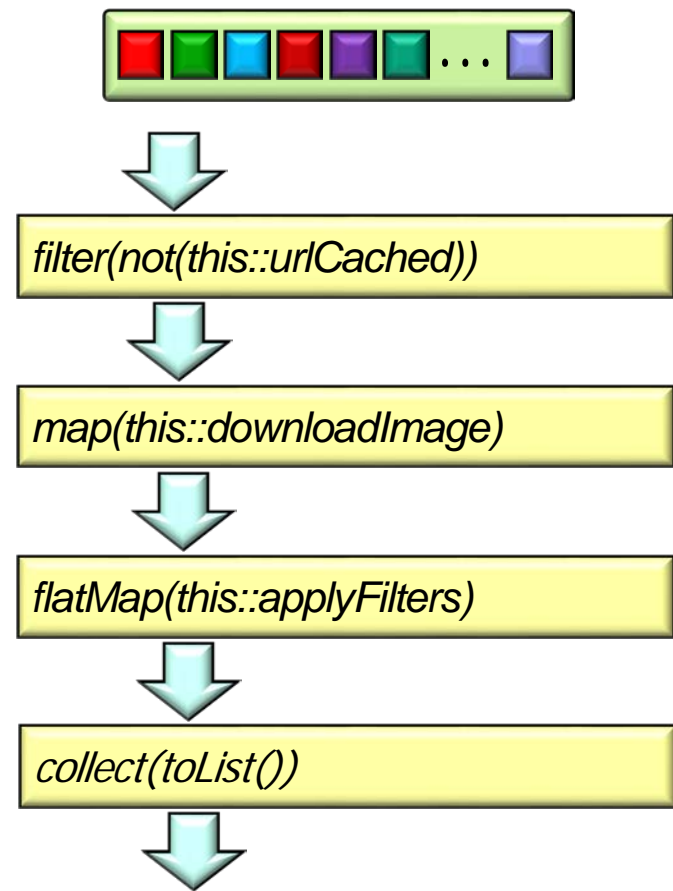 ...
filter(not(this::urlCached))
map(this::downloadImage)
flatMap(this::applyFilters)
collect(toList())